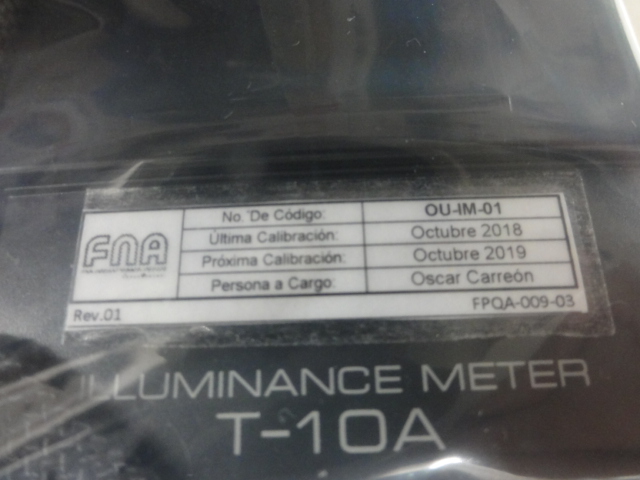 FNA
No. De Código: OU-IM-01
Última Calibración: Octubre 2018
Próxima Calibración: Octubre 2019
Persona a Cargo: Oscar Carreón
Rev.01 FPQA-009-03
ILLUMINANCE METER
T-10A